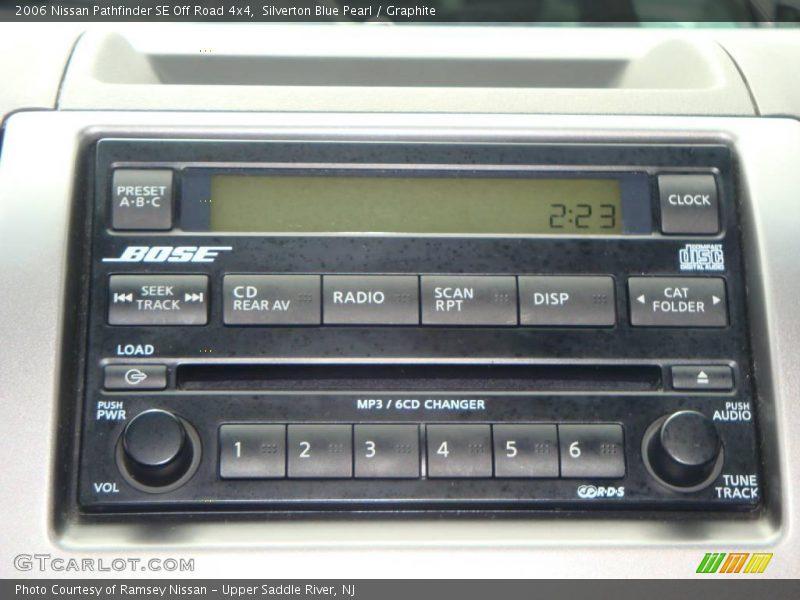 2006 Nissan Pathfinder SE Off Road 4x4,  Silverton Blue Pearl / Graphite
PRESET
A·B·C
2:23
CLOCK
BOSE
COMPACT
disc
DIGITAL AUDIO
SEEK
TRACK
CD
REAR AV
RADIO
SCAN
RPT
DISP
CAT
FOLDER
LOAD
MP3 / 6CD CHANGER
PUSH
PWR
PUSH
AUDIO
1 2 3 4 5 6
VOL
R·D·S
TUNE
TRACK
GTCARLOT.COM
Photo Courtesy of Ramsey Nissan - Upper Saddle River, NJ